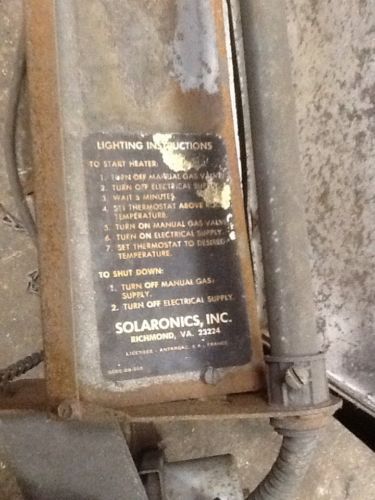 LIGHTING INSTRUCTIONS
TO START HEATER:
1. TURN OFF MANUAL GAS VALVE
2. TURN OFF ELECTRICAL SUPPLY
3. WAIT 5 MINUTES
4. SET THERMOSTAT ABOVE
TEMPERATURE.
5. TURN ON MANUAL GAS VALVE
6. TURN ON ELECTRICAL SUPPLY.
7. SET THERMOSTAT TO DESIRED
TEMPERATURE.
TO SHUT DOWN:
1. TURN OFF MANUAL GAS
SUPPLY.
2. TURN OFF ELECTRICAL SUPPLY.
SOLARONICS, INC.
RICHMOND, VA. 23224
LICENSEE - ANTARGAZ, S.A., FRANCE